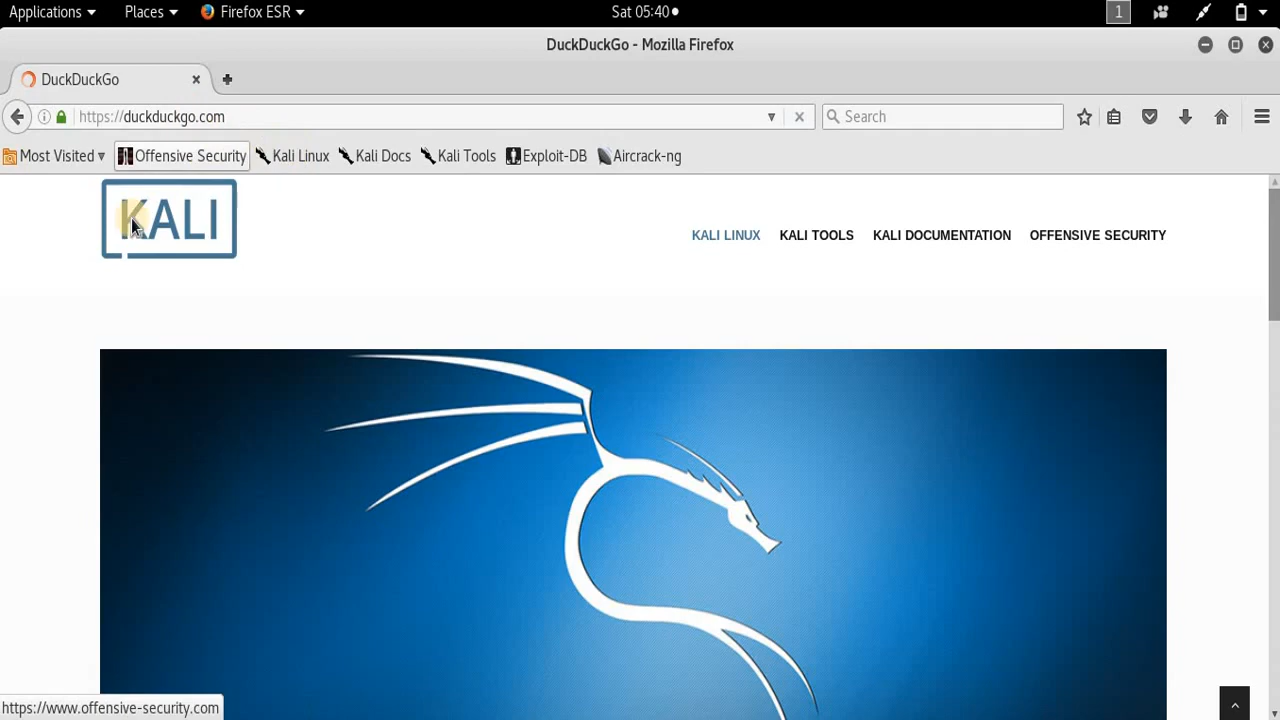 Applications Places Firefox ESR Sat 05:40 1
DuckDuckGo - Mozilla Firefox
DuckDuckGo
https://duckduckgo.com Search
Most Visited Offensive Security Kali Linux Kali Docs Kali Tools Exploit-DB Aircrack-ng
KALI
KALI LINUX KALI TOOLS KALI DOCUMENTATION OFFENSIVE SECURITY
https://www.offensive-security.com